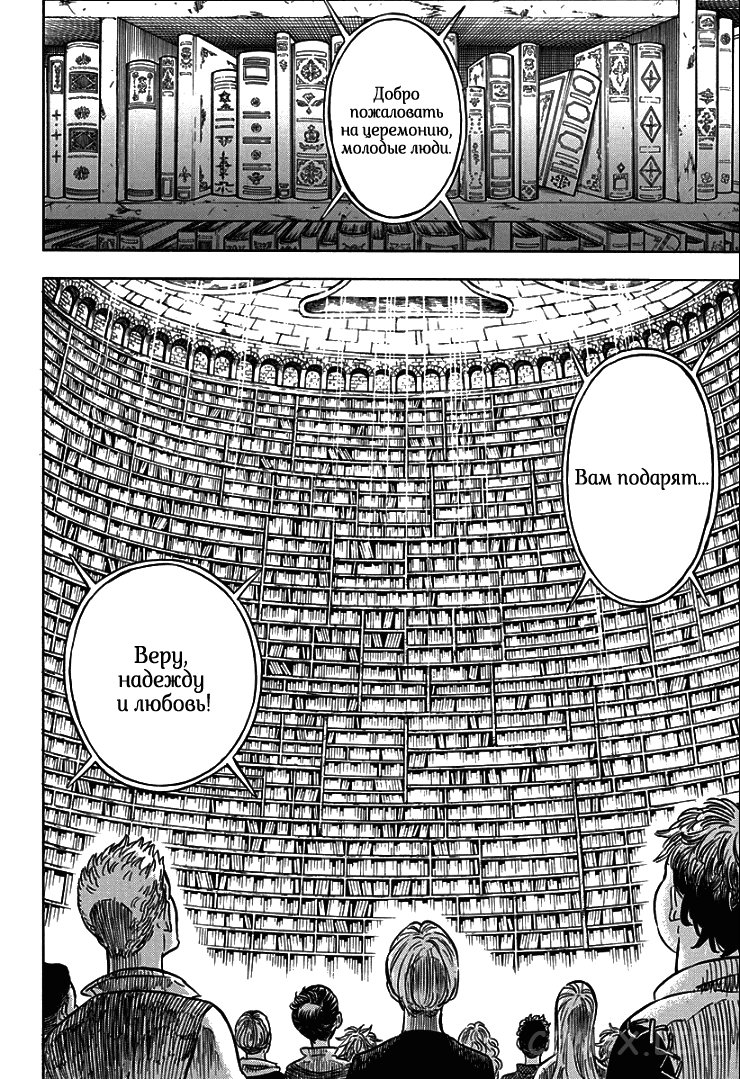 Добро
пожаловать
на церемонию,
молодые люди.
Вам подарят...
Веру,
надежду
и любовь!